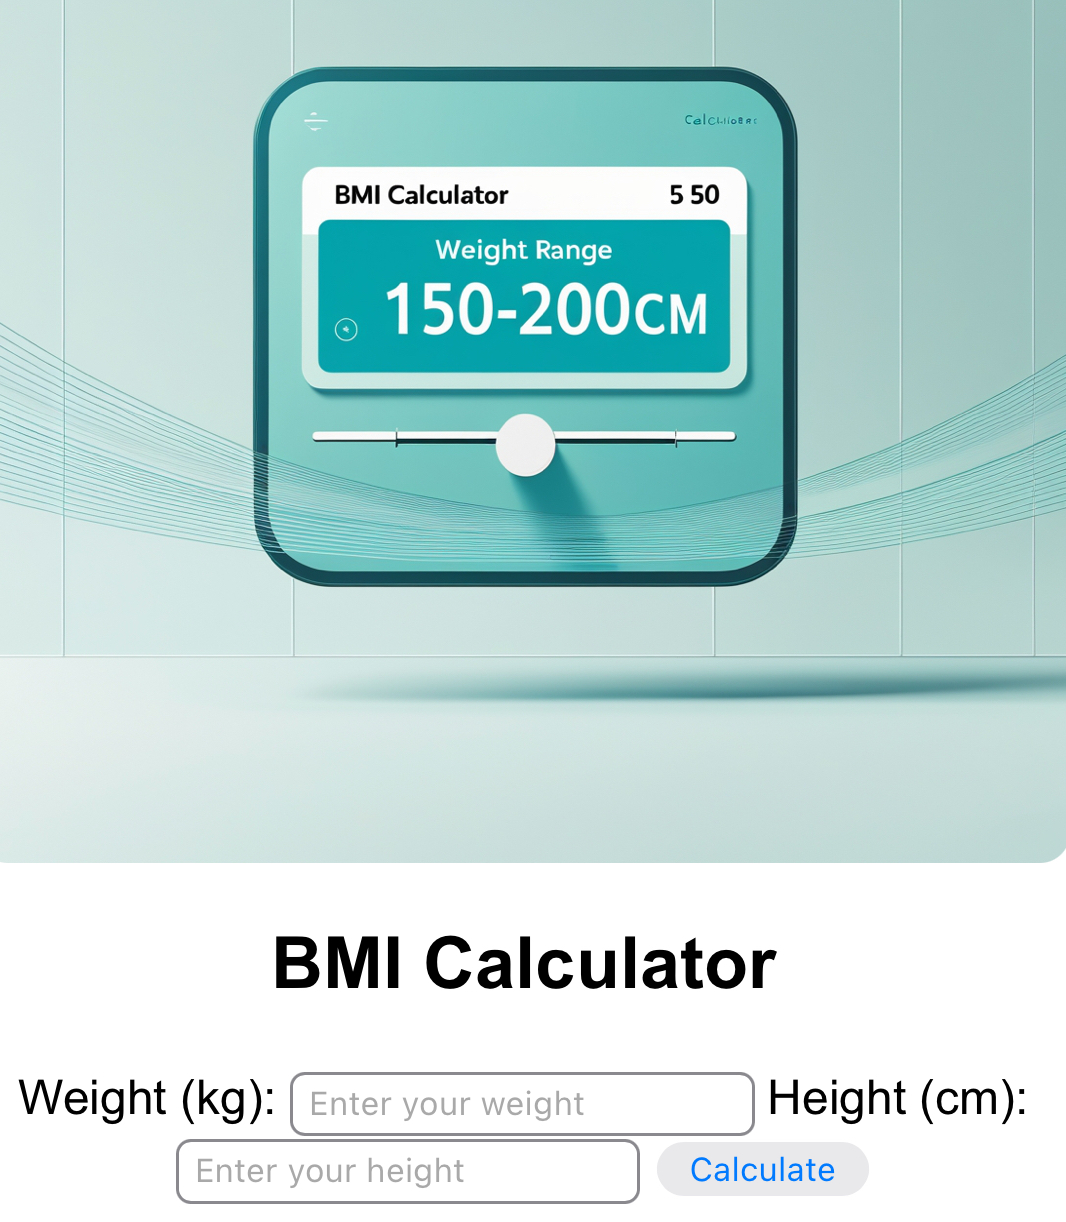 BMI Calculator 5 50
Weight Range
150-200CM
BMI Calculator
Weight (kg): Enter your weight Height (cm):
Enter your height Calculate